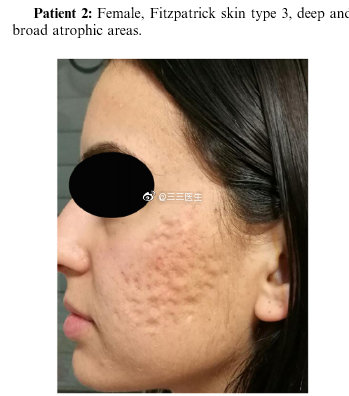 Patient 2: Female, Fitzpatrick skin type 3, deep and
broad atrophic areas.
@三三医生